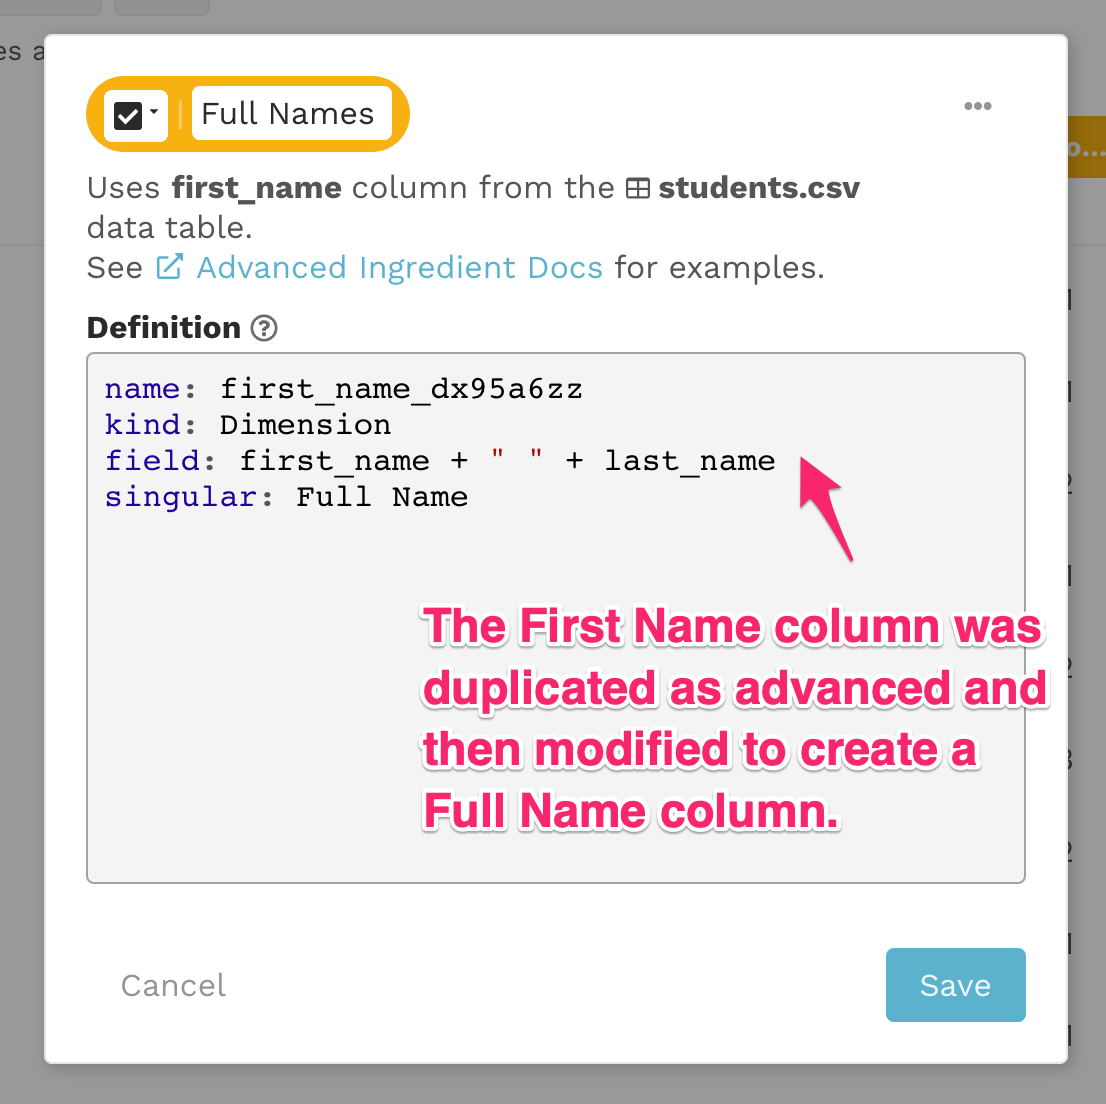 es a
Full Names
o...
Uses first_name column from the students.csv
data table.
See Advanced Ingredient Docs for examples.
Definition ?
name: first_name_dx95a6zz
kind: Dimension
field: first_name + " " + last_name
singular: Full Name
The First Name column was
duplicated as advanced and
then modified to create a
Full Name column.
Cancel
Save